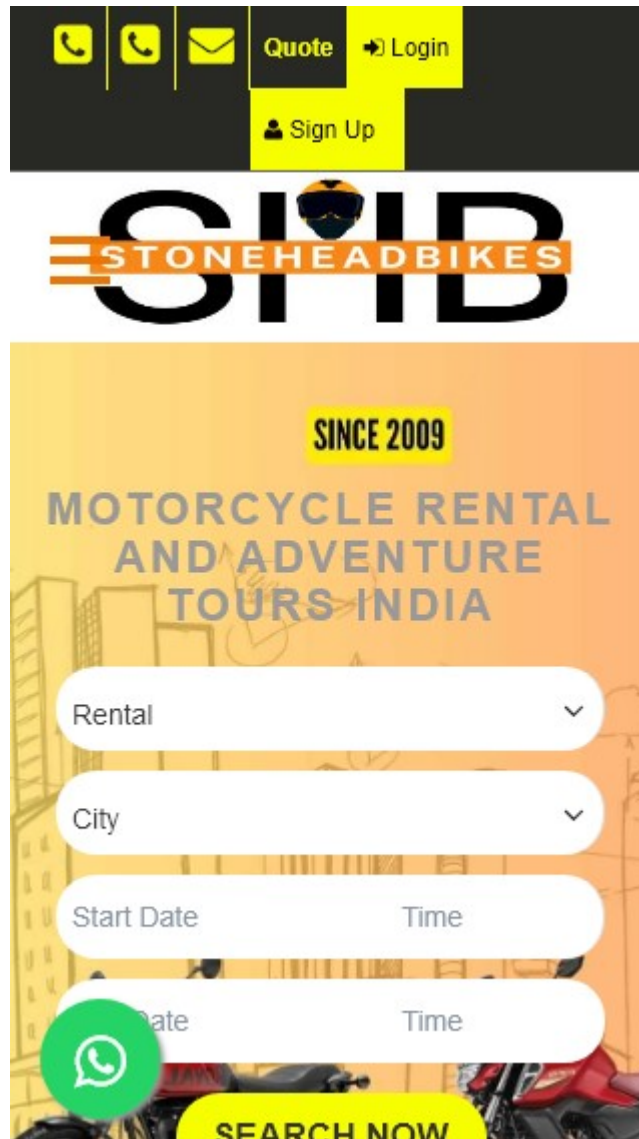 Quote Login
Sign Up
SHB
STONEHEADBIKES
SINCE 2009
MOTORCYCLE RENTAL
AND ADVENTURE
TOURS INDIA
Rental
City
Start Date Time
Date Time
SEARCH NOW